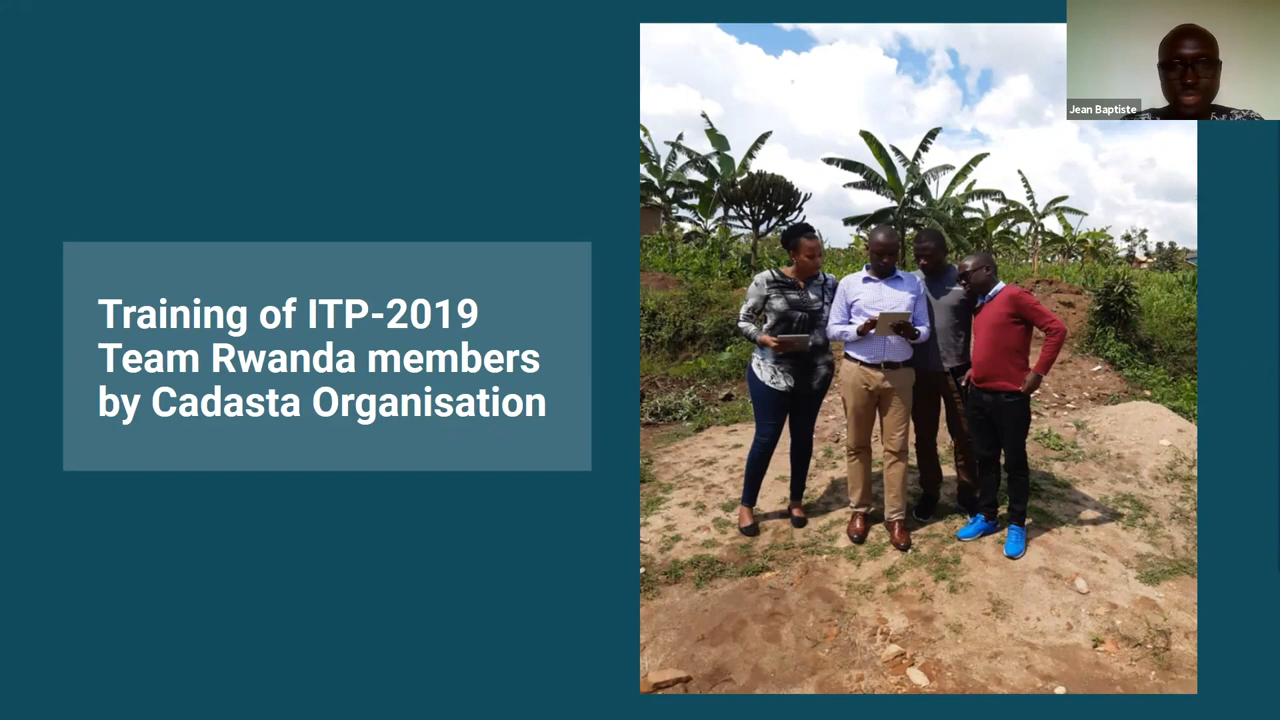 Jean Baptiste
Training of ITP-2019
Team Rwanda members
by Cadasta Organisation